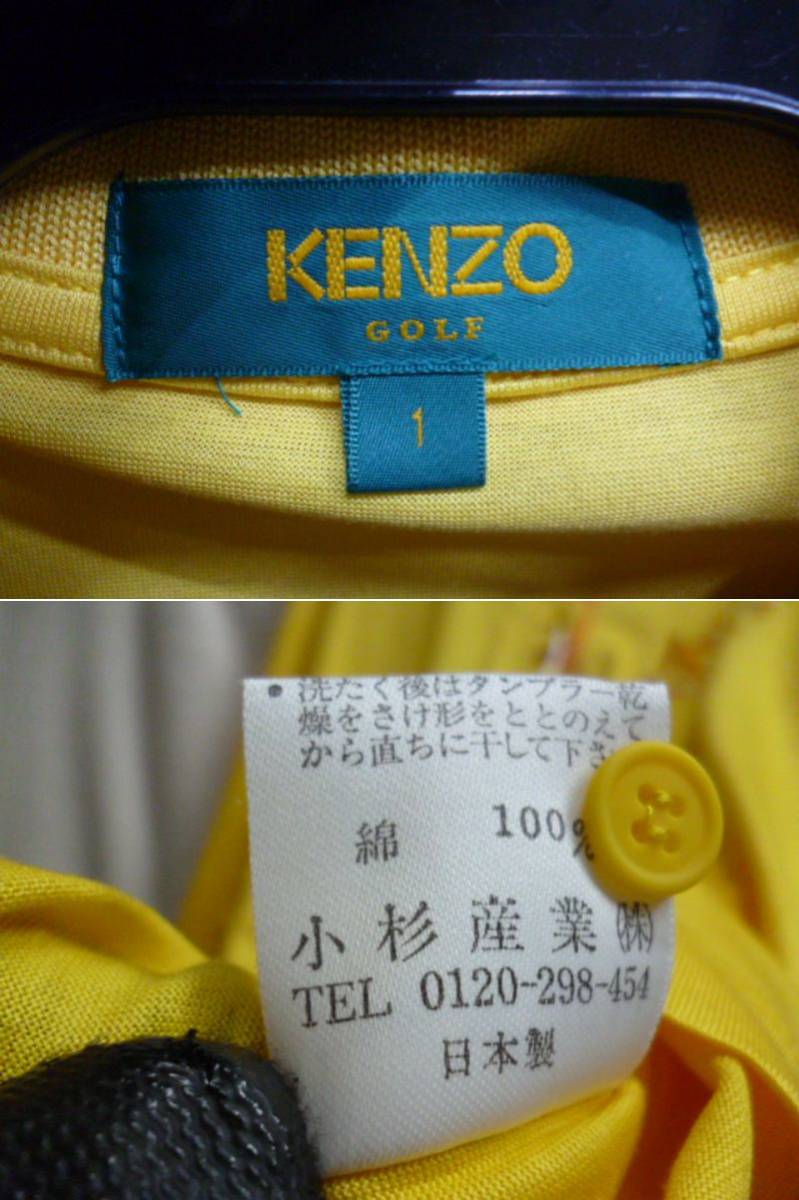 KENZO
GOLF
1
・洗たく後はタンブラー乾
燥をさけ形をととのえて
から直ちに干して下さ
綿 100%
小杉産業㈱
TEL 0120-298-454
日本製